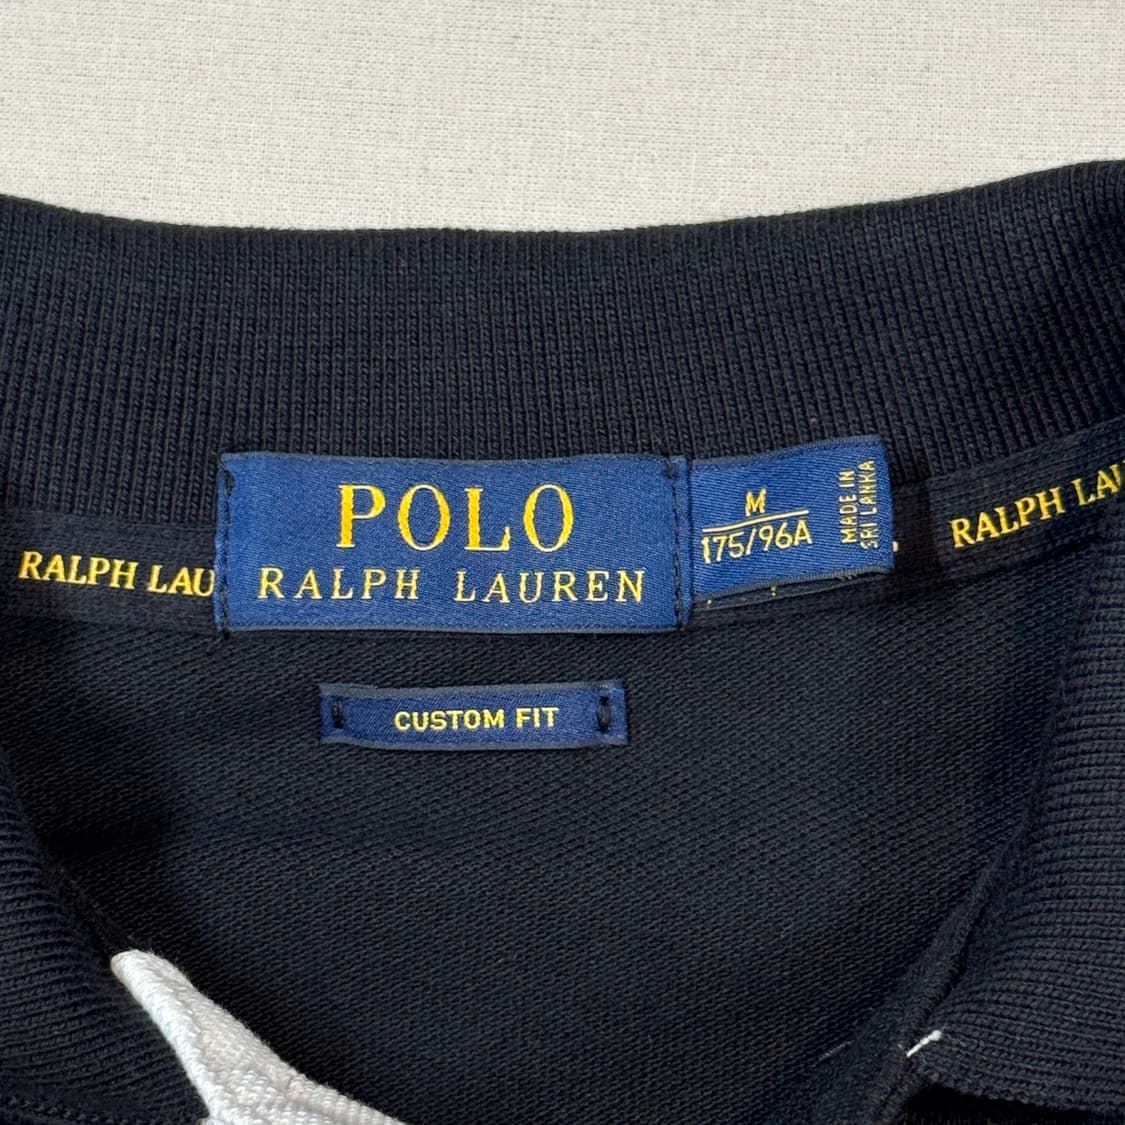 POLO
RALPH LAUREN
M
175/96A
MADE IN
SRI LANKA
RALPH LAU
RALPH LAU
CUSTOM FIT